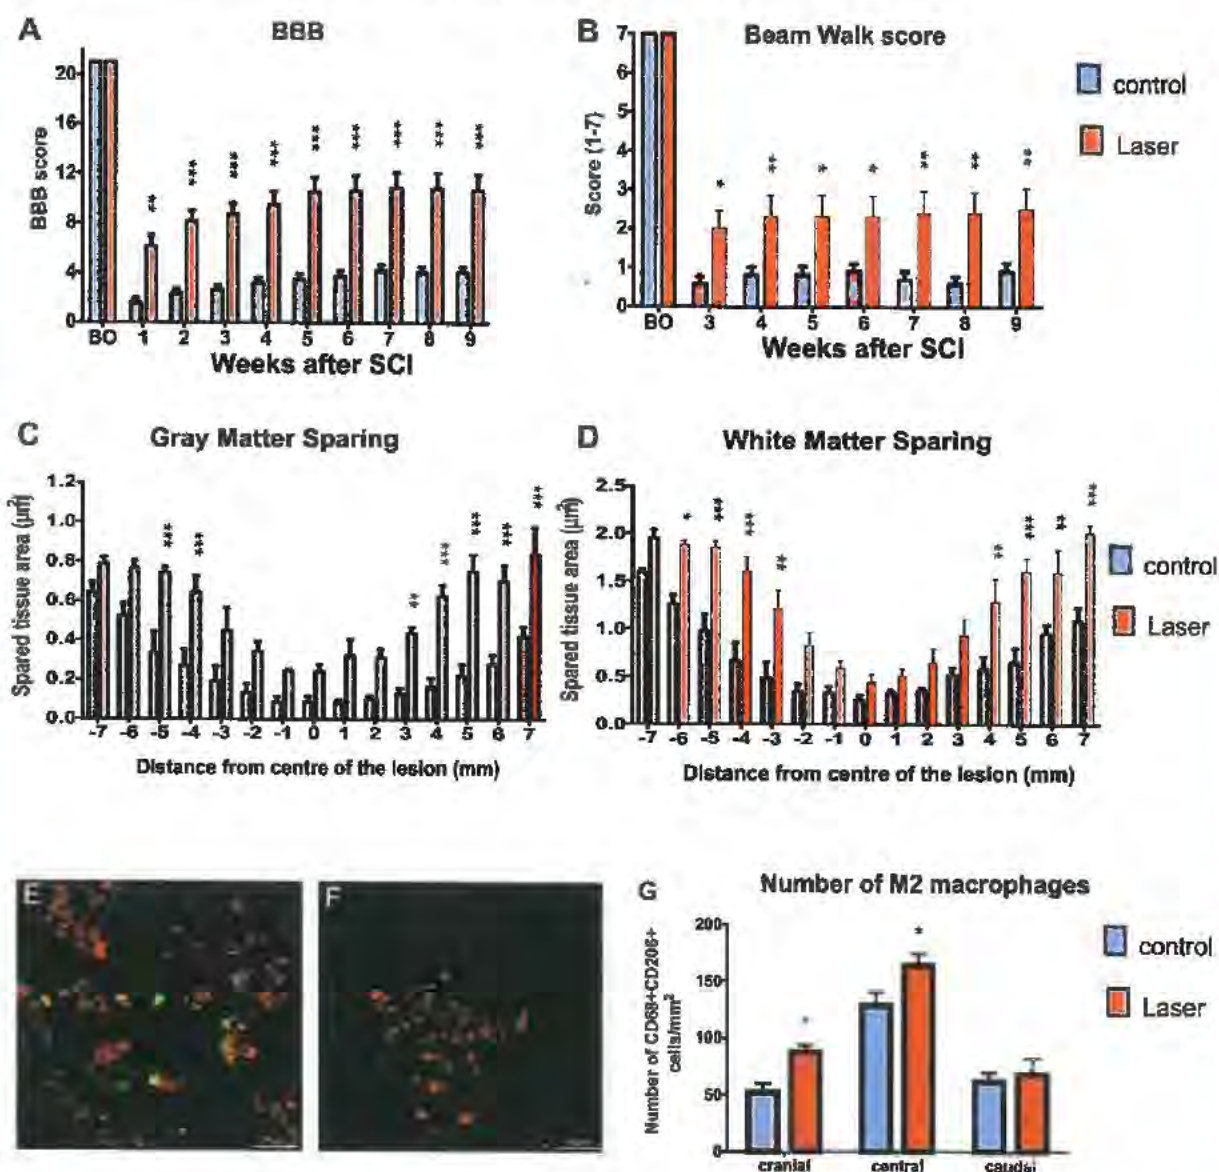 A
BBB
BBB score
20
16
12
8
4
0
** *** *** *** *** *** *** *** ***
BO 1 2 3 4 5 6 7 8 9
Weeks after SCI
B
Beam Walk score
Score (1-7)
7
6
5
4
3
2
1
0
* ** * * ** ** **
BO 3 4 5 6 7 8 9
Weeks after SCI
control
Laser
C
Gray Matter Sparing
Spared tissue area (µm²)
1.2
1.0
0.8
0.6
0.4
0.2
0.0
*** *** ** *** *** *** ***
-7 -6 -5 -4 -3 -2 -1 0 1 2 3 4 5 6 7
Distance from centre of the lesion (mm)
D
White Matter Sparing
Spared tissue area (µm²)
2.5
2.0
1.5
1.0
0.5
0.0
* *** *** ** ** *** ** ***
-7 -6 -5 -4 -3 -2 -1 0 1 2 3 4 5 6 7
Distance from centre of the lesion (mm)
control
Laser
E
F
G
Number of M2 macrophages
Number of CD68+CD206+
cells/mm²
200
150
100
50
0
* *
cranial central caudal
control
Laser